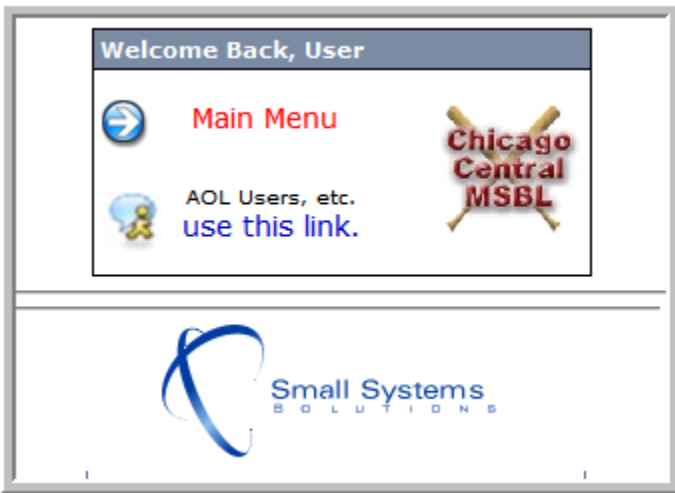 Welcome Back, User
Main Menu
Chicago
Central
MSBL
AOL Users, etc.
use this link.
Small Systems
SOLUTIONS